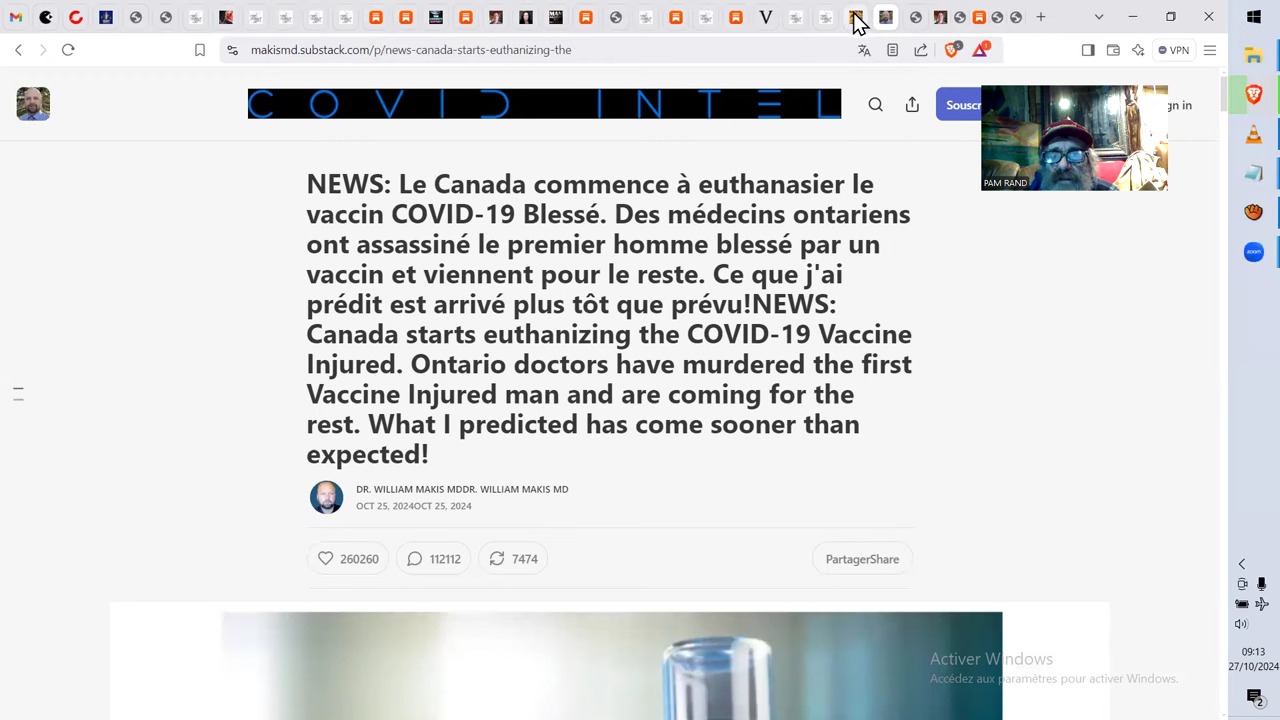 makismd.substack.com/p/news-canada-starts-euthanizing-the
VPN
COVID INTEL
Souscr
gn in
PAM RAND
NEWS: Le Canada commence à euthanasier le
vaccin COVID-19 Blessé. Des médecins ontariens
ont assassiné le premier homme blessé par un
vaccin et viennent pour le reste. Ce que j'ai
prédit est arrivé plus tôt que prévu!NEWS:
Canada starts euthanizing the COVID-19 Vaccine
Injured. Ontario doctors have murdered the first
Vaccine Injured man and are coming for the
rest. What I predicted has come sooner than
expected!
DR. WILLIAM MAKIS MDDR. WILLIAM MAKIS MD
OCT 25, 2024OCT 25, 2024
260260
112112
7474
PartagerShare
Activer Windows
Accédez aux paramètres pour activer Windows.
zoom
09:13
27/10/2024
2